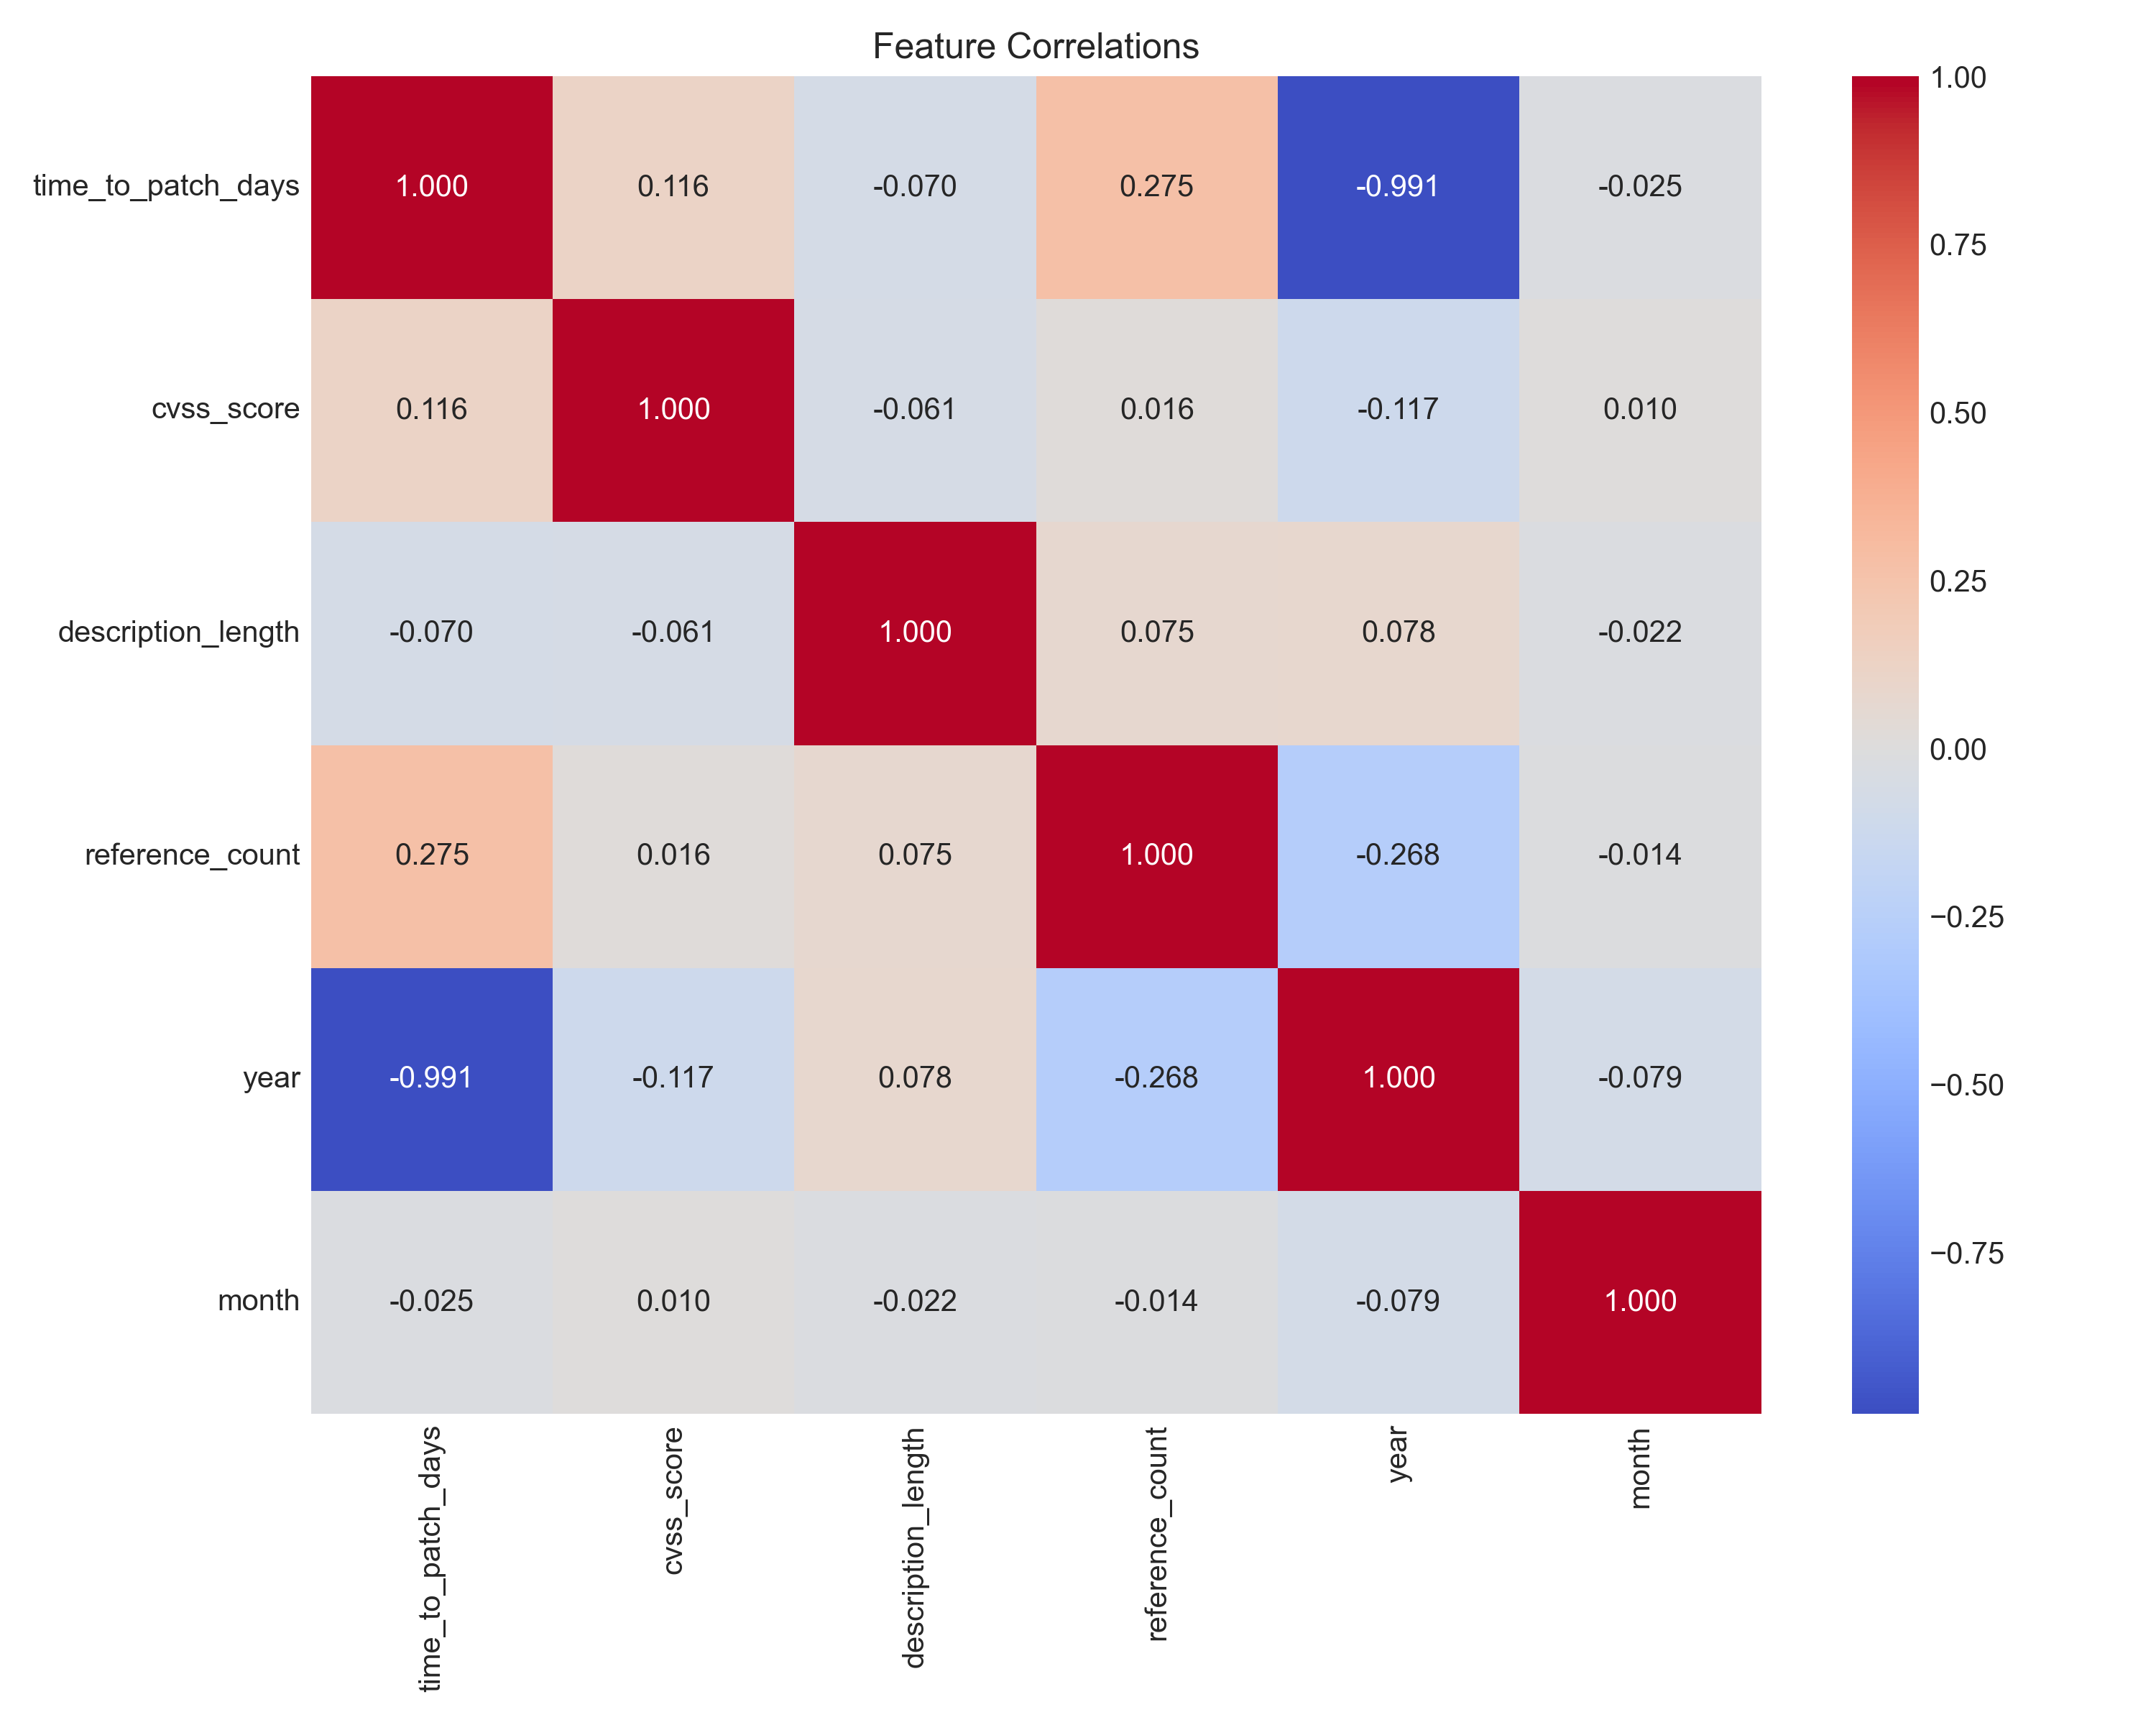 Feature Correlations
time_to_patch_days 1.000 0.116 -0.070 0.275 -0.991 -0.025
cvss_score 0.116 1.000 -0.061 0.016 -0.117 0.010
description_length -0.070 -0.061 1.000 0.075 0.078 -0.022
reference_count 0.275 0.016 0.075 1.000 -0.268 -0.014
year -0.991 -0.117 0.078 -0.268 1.000 -0.079
month -0.025 0.010 -0.022 -0.014 -0.079 1.000
time_to_patch_days
cvss_score
description_length
reference_count
year
month
1.00
0.75
0.50
0.25
0.00
−0.25
−0.50
−0.75